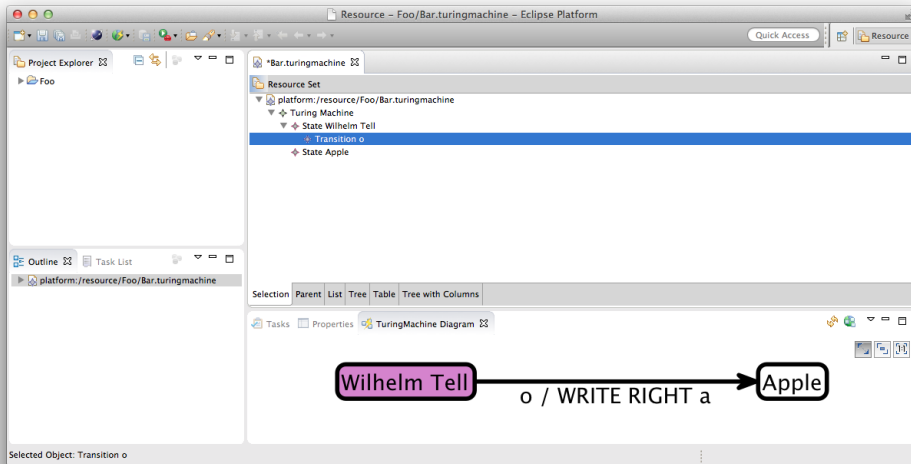 Resource – Foo/Bar.turingmachine – Eclipse Platform
Quick Access
Resource
Project Explorer
Foo
*Bar.turingmachine
Resource Set
platform:/resource/Foo/Bar.turingmachine
Turing Machine
State Wilhelm Tell
Transition o
State Apple
Selection Parent List Tree Table Tree with Columns
Outline Task List
platform:/resource/Foo/Bar.turingmachine
Tasks Properties TuringMachine Diagram
Wilhelm Tell
o / WRITE RIGHT a
Apple
Selected Object: Transition o